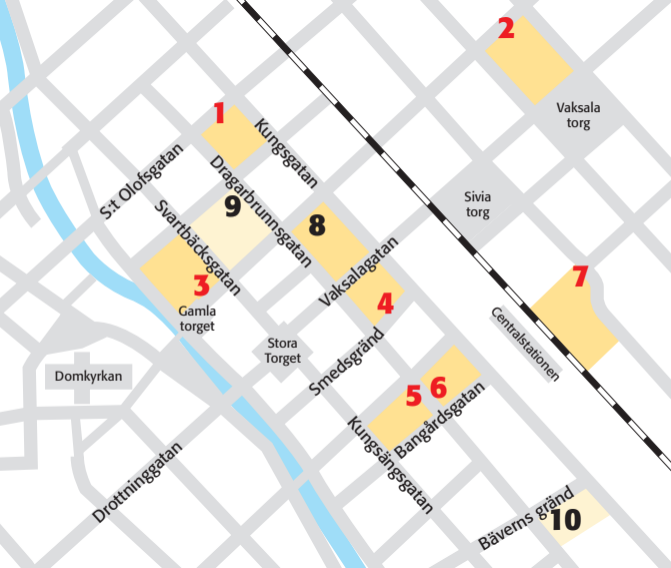 2
Vaksala
torg
1
Kungsgatan
S:t Olofsgatan
Dragarbrunnsgatan
Svartbäcksgatan
9
8
Sivia
torg
Vaksalagatan
3
4
7
Gamla
torget
Stora
Torget
Centralstationen
Smedsgränd
Domkyrkan
5
6
Bangårdsgatan
Kungsängsgatan
Drottninggatan
Bäverns gränd
10